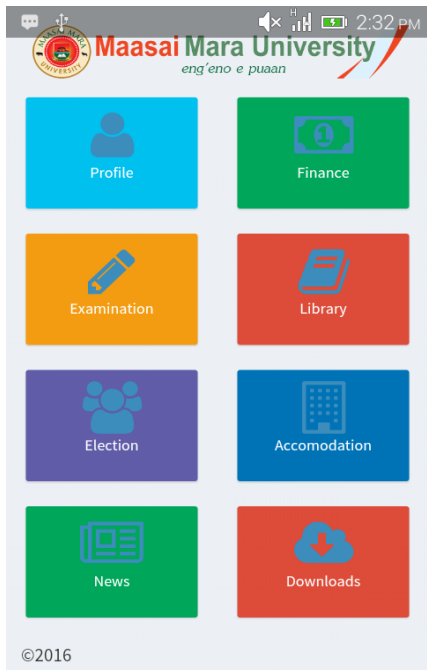 2:32 PM
Maasai Mara University
eng'eno e puaan
Profile
Finance
Examination
Library
Election
Accomodation
News
Downloads
©2016